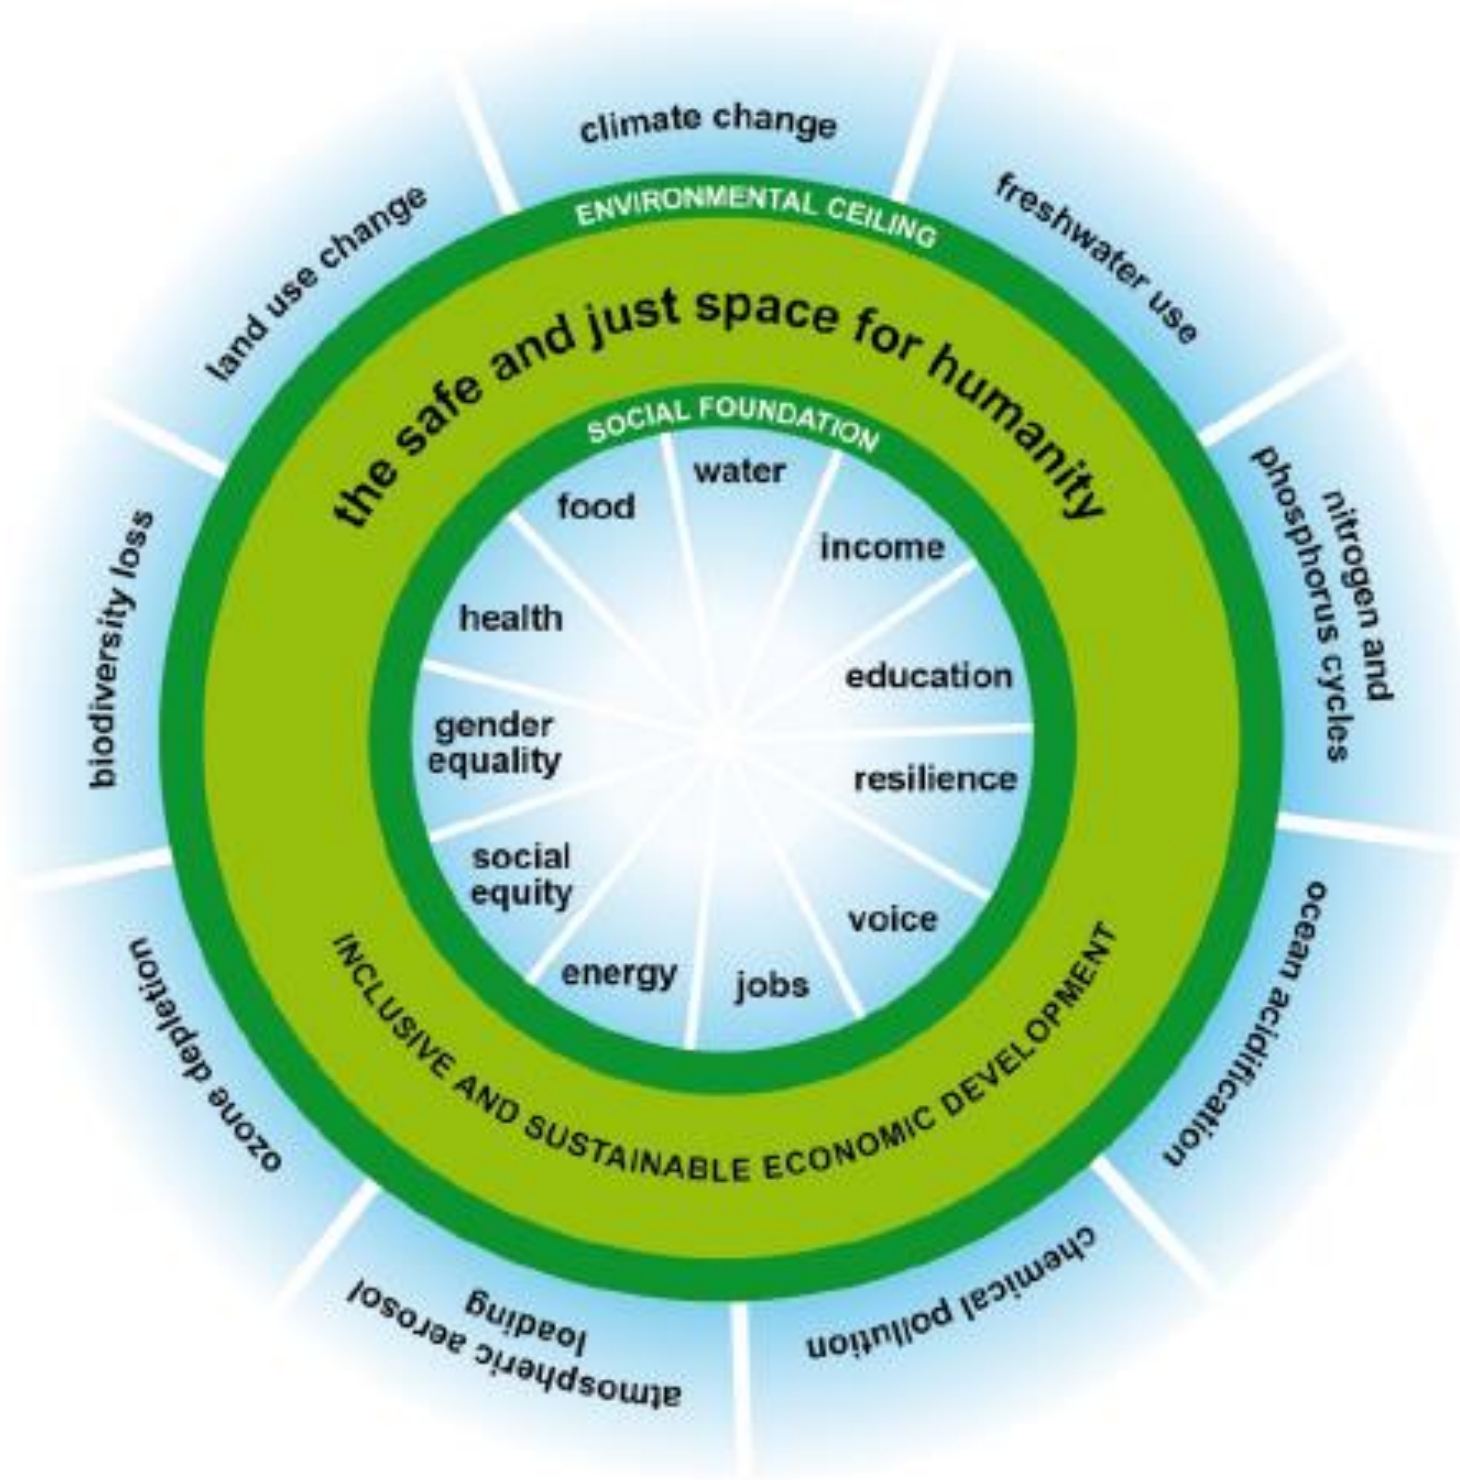 climate change
freshwater use
nitrogen and
phosphorus cycles
ocean acidification
chemical pollution
atmospheric aerosol
loading
ozone depletion
biodiversity loss
land use change
ENVIRONMENTAL CEILING
the safe and just space for humanity
SOCIAL FOUNDATION
water
income
education
resilience
voice
jobs
energy
social
equity
gender
equality
health
food
INCLUSIVE AND SUSTAINABLE ECONOMIC DEVELOPMENT